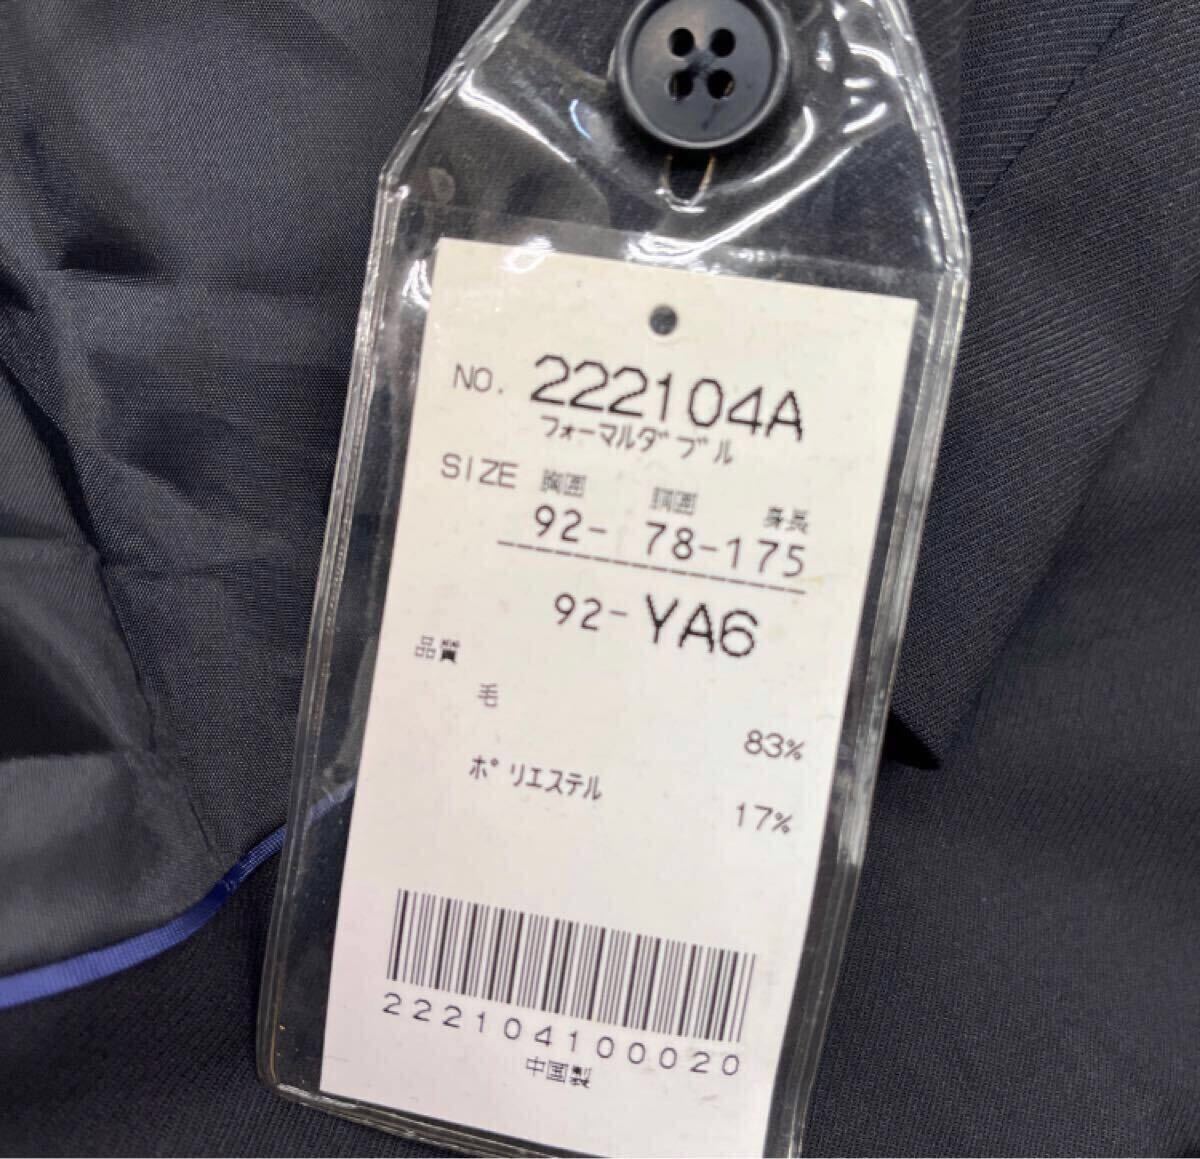 NO. 222104A
フォーマルダブル
SIZE 胸囲 胴囲 身長
92- 78-175
92-YA6
品質
毛 83%
ポリエステル 17%
222104100020
中国製